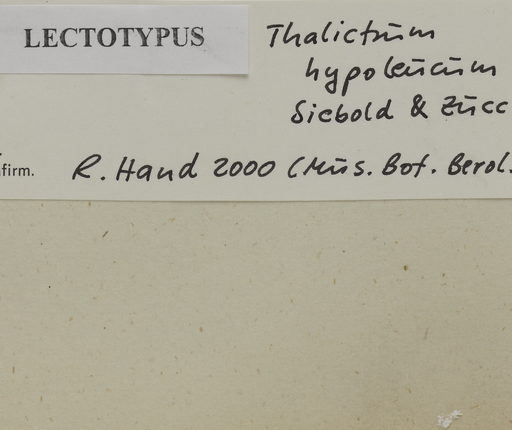 LECTOTYPUS
Thalictrum
hypoleucum
Siebold & Zucc
firm. R. Hand 2000 (Mus. Bot. Berol.